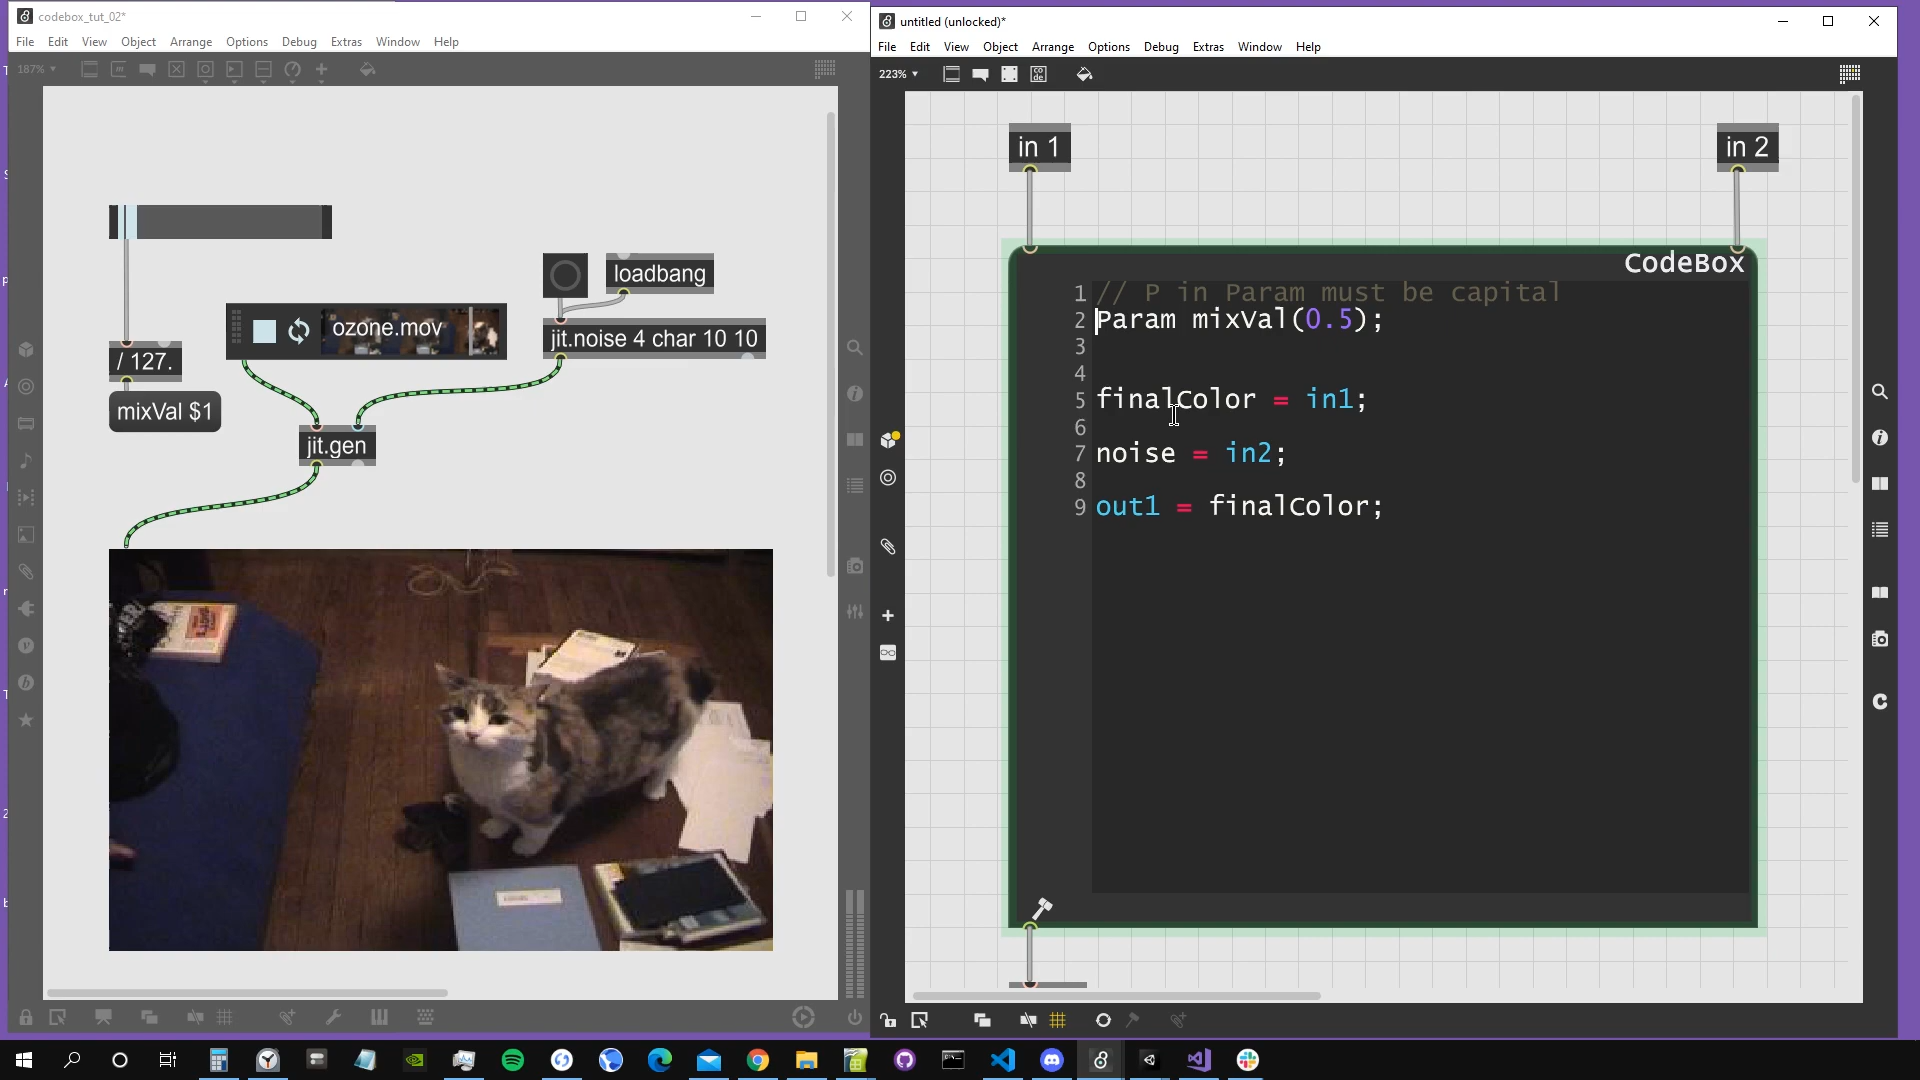 codebox_tut_02*
File Edit View Object Arrange Options Debug Extras Window Help
187%
loadbang
ozone.mov
jit.noise 4 char 10 10
/ 127.
mixVal $1
jit.gen
untitled (unlocked)*
File Edit View Object Arrange Options Debug Extras Window Help
223%
in 1
in 2
CodeBox
1 // P in Param must be capital
2 Param mixVal(0.5);
3
4
5 finalColor = in1;
6
7 noise = in2;
8
9 out1 = finalColor;